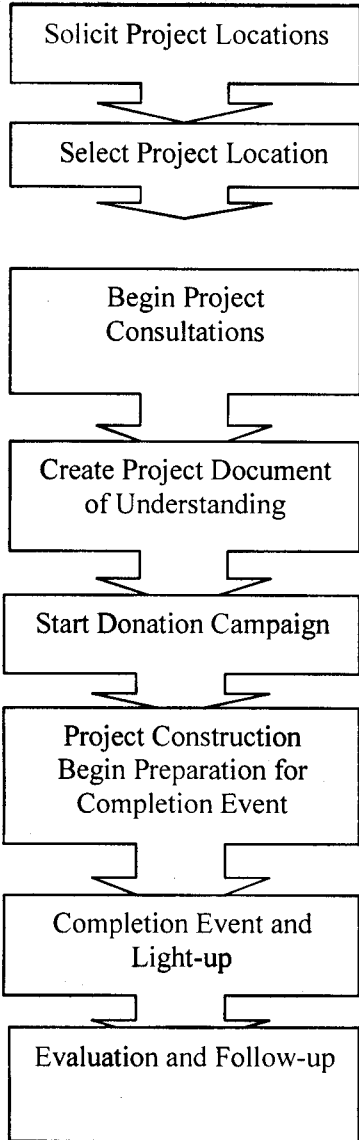 Solicit Project Locations
Select Project Location
Begin Project
Consultations
Create Project Document
of Understanding
Start Donation Campaign
Project Construction
Begin Preparation for
Completion Event
Completion Event and
Light-up
Evaluation and Follow-up